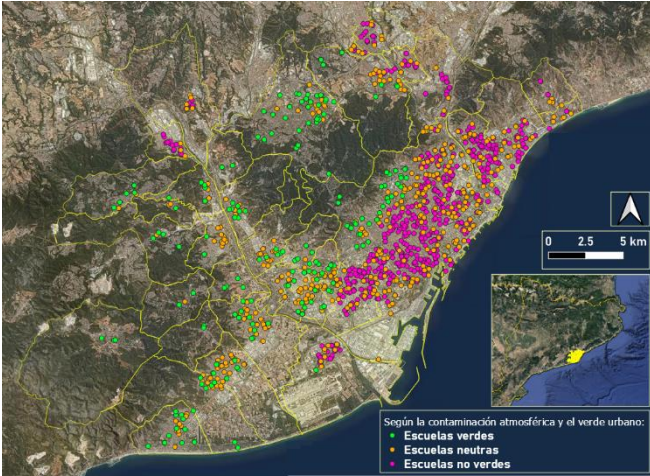 0 2.5 5 km
Según la contaminación atmosférica y el verde urbano:
Escuelas verdes
Escuelas neutras
Escuelas no verdes